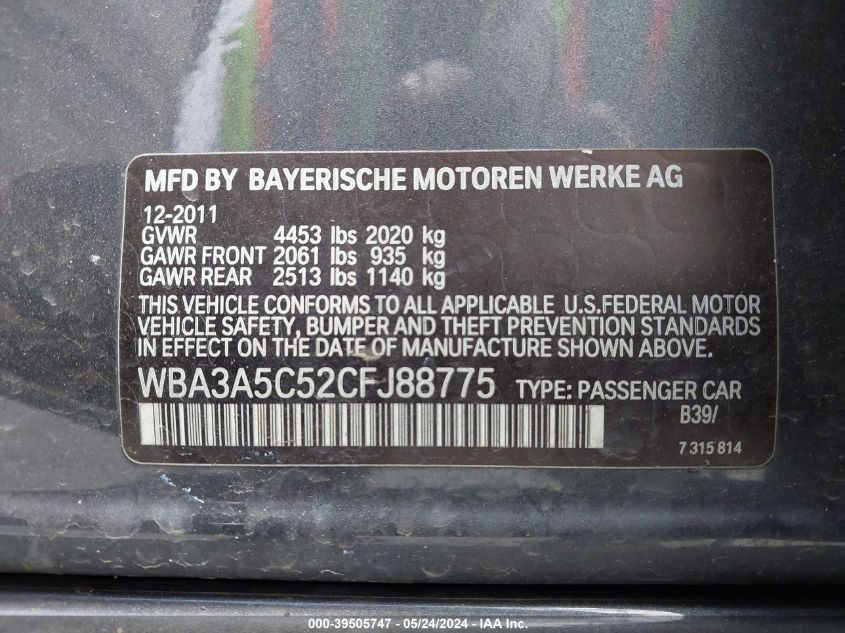 MFD BY BAYERISCHE MOTOREN WERKE AG
12-2011
GVWR 4453 lbs 2020 kg
GAWR FRONT 2061 lbs 935 kg
GAWR REAR 2513 lbs 1140 kg
THIS VEHICLE CONFORMS TO ALL APPLICABLE U.S.FEDERAL MOTOR
VEHICLE SAFETY, BUMPER AND THEFT PREVENTION STANDARDS
IN EFFECT ON THE DATE OF MANUFACTURE SHOWN ABOVE.
WBA3A5C52CFJ88775 TYPE: PASSENGER CAR
B39/
7 315 814
000-39505747 - 05/24/2024 - IAA Inc.